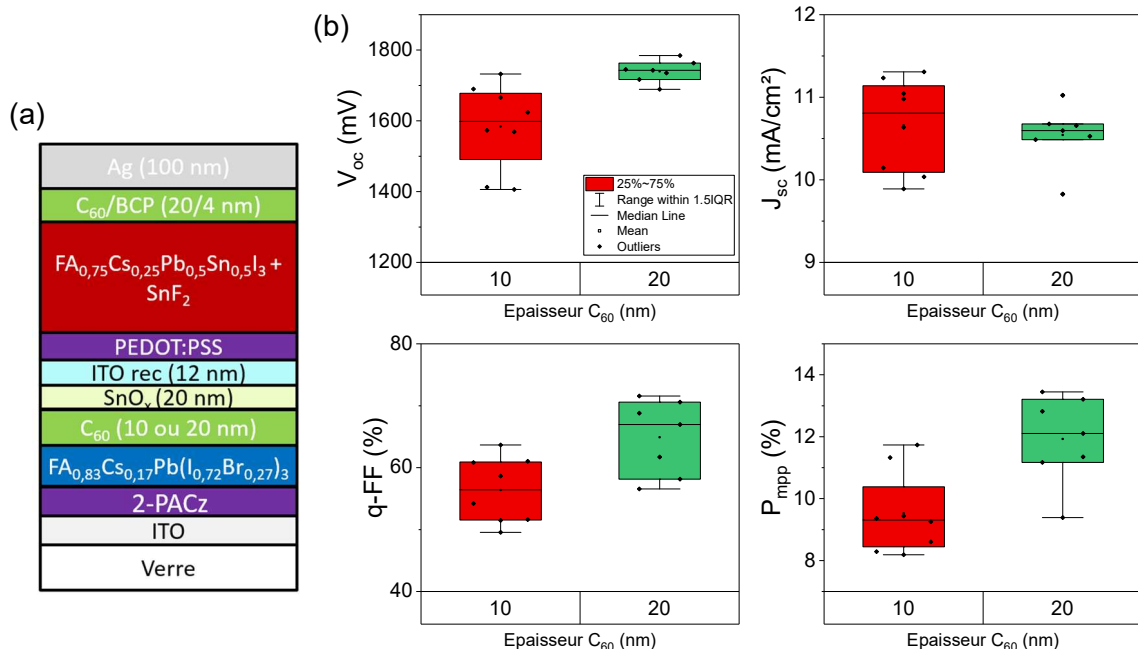 (a)
Ag (100 nm)
C₆₀/BCP (20/4 nm)
FA₀,₇₅Cs₀,₂₅Pb₀,₅Sn₀,₅I₃ +
SnF₂
PEDOT:PSS
ITO rec (12 nm)
SnOₓ (20 nm)
C₆₀ (10 ou 20 nm)
FA₀,₈₃Cs₀,₁₇Pb(I₀,₇₂Br₀,₂₇)₃
2-PACz
ITO
Verre
(b)
Voc (mV)
1800
1600
1400
1200
25%~75%
Range within 1.5IQR
Median Line
Mean
Outliers
10
20
Epaisseur C₆₀ (nm)
Jsc (mA/cm²)
12
11
10
9
10
20
Epaisseur C₆₀ (nm)
q-FF (%)
80
60
40
10
20
Epaisseur C₆₀ (nm)
Pmpp (%)
14
12
10
8
10
20
Epaisseur C₆₀ (nm)